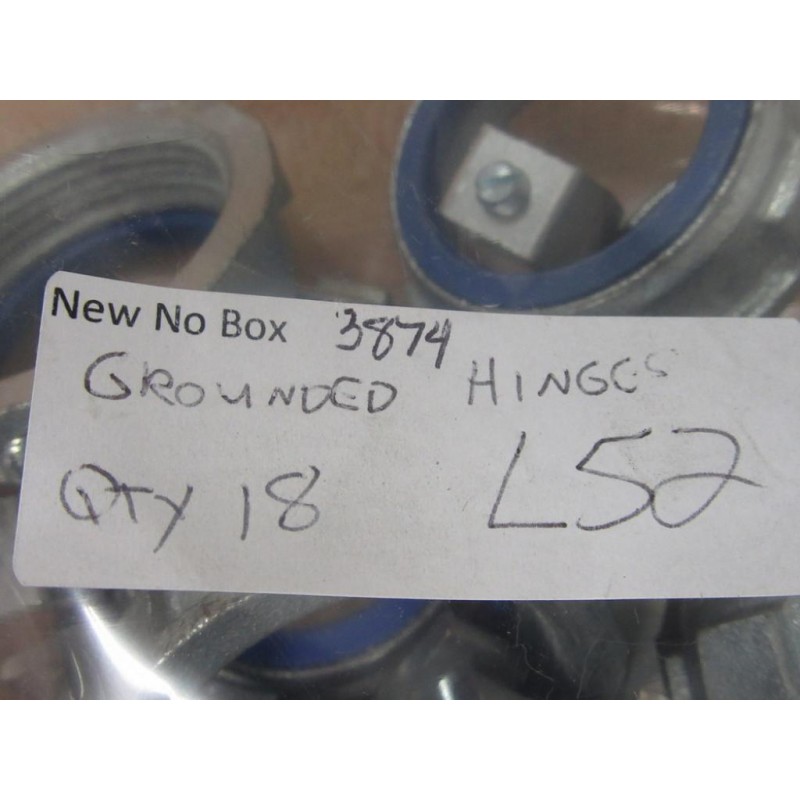 New No Box 3874
GROUNDED HINGES
QTY 18 L52